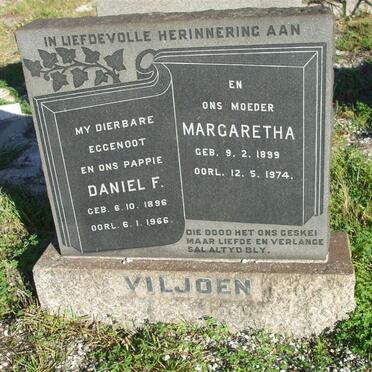 IN LIEFDEVOLLE HERINNERING AAN
MY DIERBARE
EGGENOOT
EN ONS PAPPIE
DANIEL F.
GEB. 6.10.1896
OORL. 6.1.1966.
EN
ONS MOEDER
MARGARETHA
GEB. 9.2.1899
OORL. 12.5.1974.
DIE DOOD HET ONS GESKEI
MAAR LIEFDE EN VERLANGE
SAL ALTYD BLY.
VILJOEN